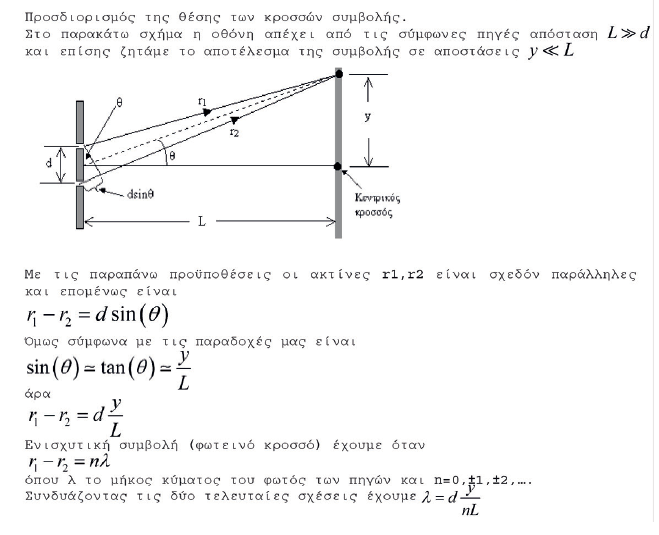 Προσδιορισμός της θέσης των κροσσών συμβολής.
Στο παρακάτω σχήμα η οθόνη απέχει από τις σύμφωνες πηγές απόσταση L≫d
και επίσης ζητάμε το αποτέλεσμα της συμβολής σε αποστάσεις y≪L
θ
r₁
r₂
y
d
θ
dsinθ
L
Κεντρικός
κροσσός
Με τις παραπάνω προϋποθέσεις οι ακτίνες r1,r2 είναι σχεδόν παράλληλες
και επομένως είναι
r₁ − r₂ = d sin(θ)
Όμως σύμφωνα με τις παραδοχές μας είναι
sin(θ) ≃ tan(θ) ≃ y/L
άρα
r₁ − r₂ = d y/L
Ενισχυτική συμβολή (φωτεινό κροσσό) έχουμε όταν
r₁ − r₂ = nλ
όπου λ το μήκος κύματος του φωτός των πηγών και n=0,±1,±2,….
Συνδυάζοντας τις δύο τελευταίες σχέσεις έχουμε λ = d y/nL